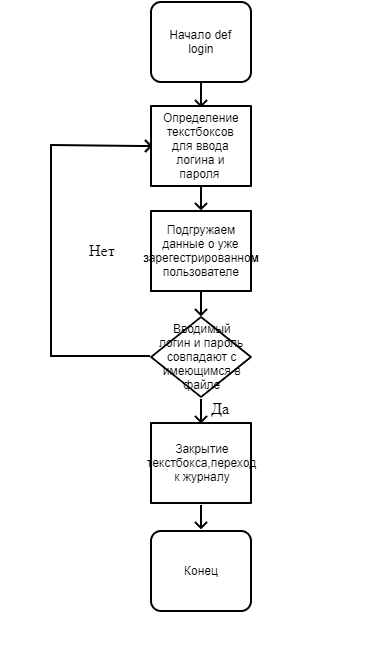 Начало def
login
Определение
текстбоксов
для ввода
логина и
пароля
Подгружаем
данные о уже
зарегестрированном
пользователе
Нет
Вводимый
логин и пароль
совпадают с
имеющимся в
файле
Да
Закрытие
текстбокса,переход
к журналу
Конец